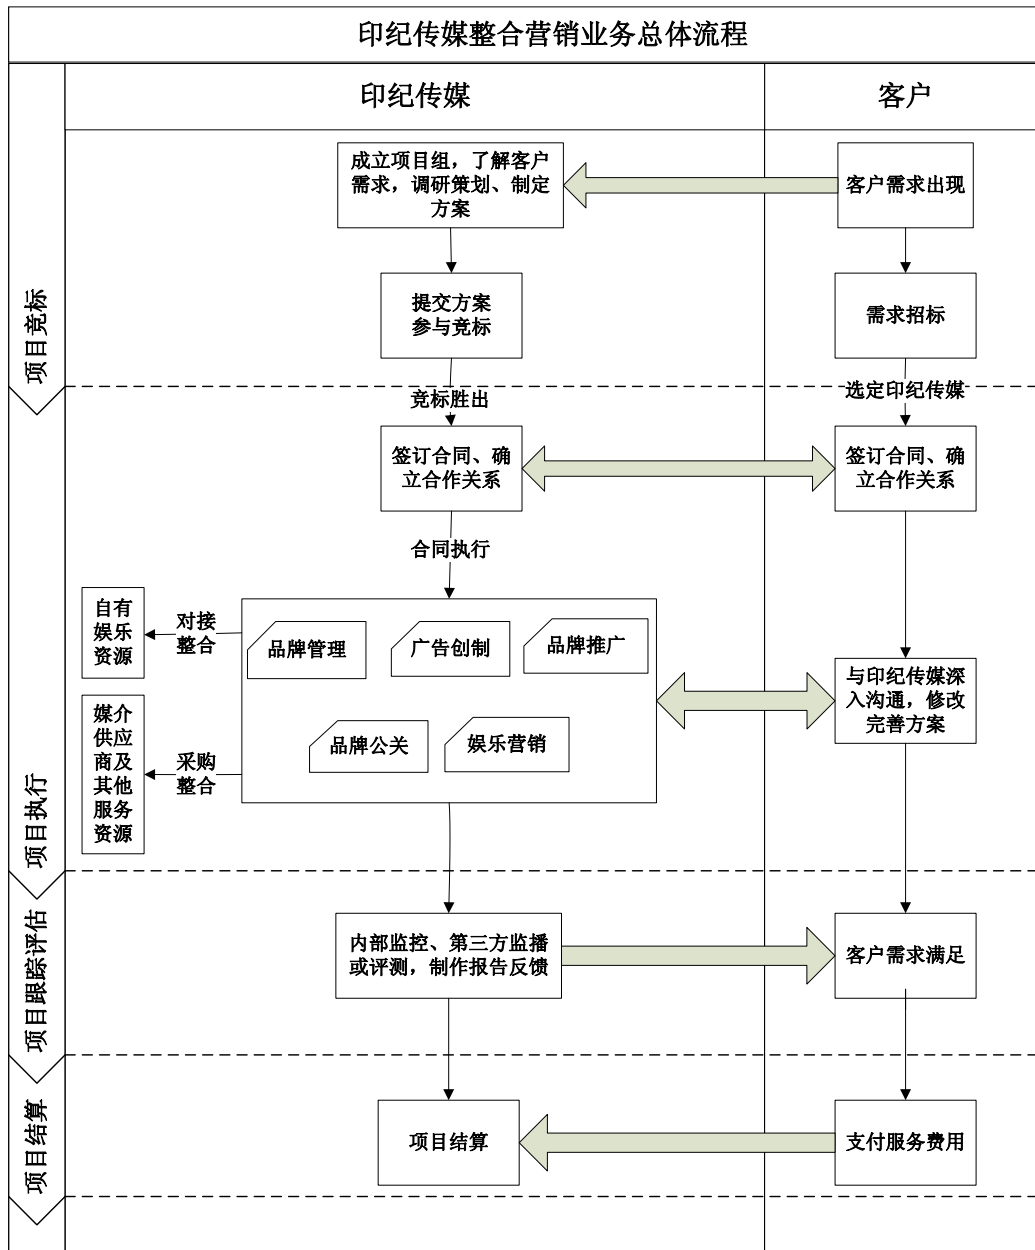 印纪传媒整合营销业务总体流程
印纪传媒
客户
项目竞标
成立项目组，了解客户
需求，调研策划、制定
方案
客户需求出现
提交方案
参与竞标
需求招标
竞标胜出
选定印纪传媒
项目执行
签订合同、确
立合作关系
签订合同、确
立合作关系
合同执行
自有
娱乐
资源
对接
整合
品牌管理
广告创制
品牌推广
与印纪传媒深
入沟通，修改
完善方案
媒介
供应
商及
其他
服务
资源
采购
整合
品牌公关
娱乐营销
项目跟踪评估
内部监控、第三方监播
或评测，制作报告反馈
客户需求满足
项目结算
项目结算
支付服务费用